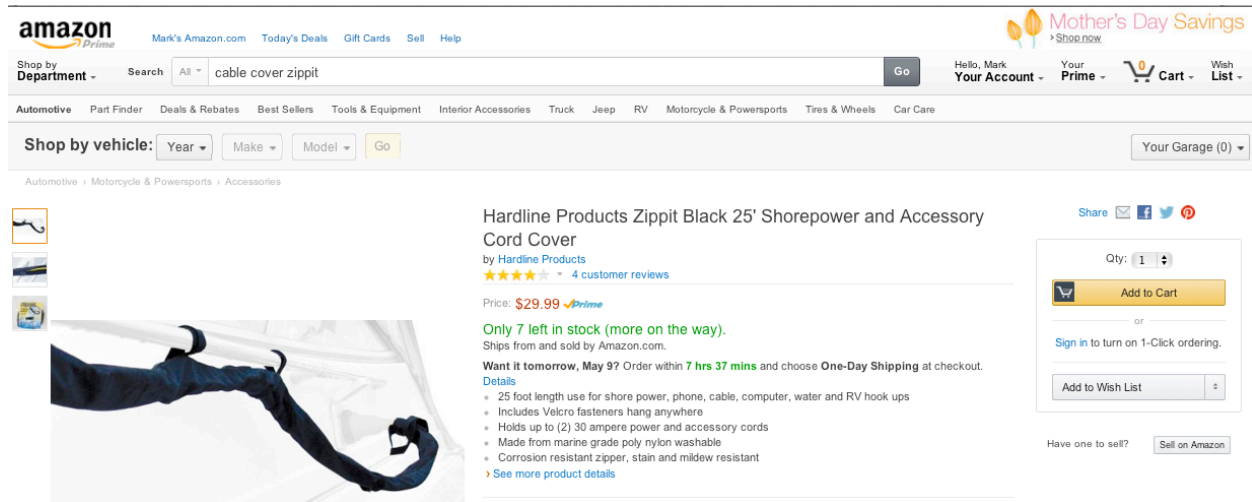 amazon
Prime
Mark's Amazon.com Today's Deals Gift Cards Sell Help
Mother's Day Savings
› Shop now
Shop by
Department
Search All cable cover zippit Go
Hello, Mark
Your Account
Your
Prime
0
Cart
Wish
List
Automotive Part Finder Deals & Rebates Best Sellers Tools & Equipment Interior Accessories Truck Jeep RV Motorcycle & Powersports Tires & Wheels Car Care
Shop by vehicle: Year Make Model Go Your Garage (0)
Automotive › Motorcycle & Powersports › Accessories
Hardline Products Zippit Black 25' Shorepower and Accessory
Cord Cover
by Hardline Products
4 customer reviews
Price: $29.99 Prime
Only 7 left in stock (more on the way).
Ships from and sold by Amazon.com.
Want it tomorrow, May 9? Order within 7 hrs 37 mins and choose One-Day Shipping at checkout.
Details
25 foot length use for shore power, phone, cable, computer, water and RV hook ups
Includes Velcro fasteners hang anywhere
Holds up to (2) 30 ampere power and accessory cords
Made from marine grade poly nylon washable
Corrosion resistant zipper, stain and mildew resistant
› See more product details
Share
Qty: 1
Add to Cart
or
Sign in to turn on 1-Click ordering.
Add to Wish List
Have one to sell? Sell on Amazon